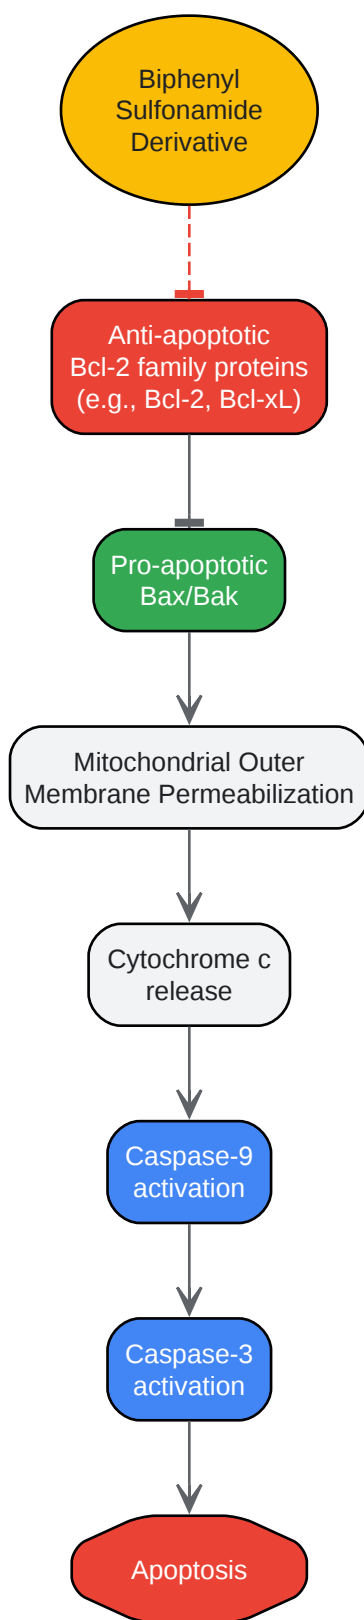 Biphenyl
Sulfonamide
Derivative
Anti-apoptotic
Bcl-2 family proteins
(e.g., Bcl-2, Bcl-xL)
Pro-apoptotic
Bax/Bak
Mitochondrial Outer
Membrane Permeabilization
Cytochrome c
release
Caspase-9
activation
Caspase-3
activation
Apoptosis